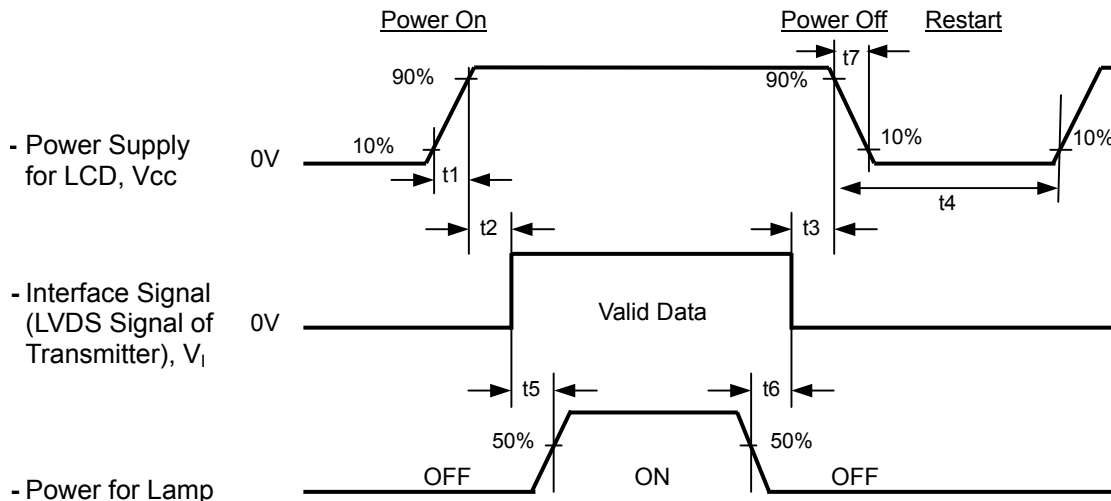 Power On
Power Off
Restart
t7
90%
90%
- Power Supply
for LCD, Vcc
0V
10%
10%
10%
t1
t4
t2
t3
- Interface Signal
(LVDS Signal of
Transmitter), VI
0V
Valid Data
t5
t6
50%
50%
- Power for Lamp
OFF
ON
OFF